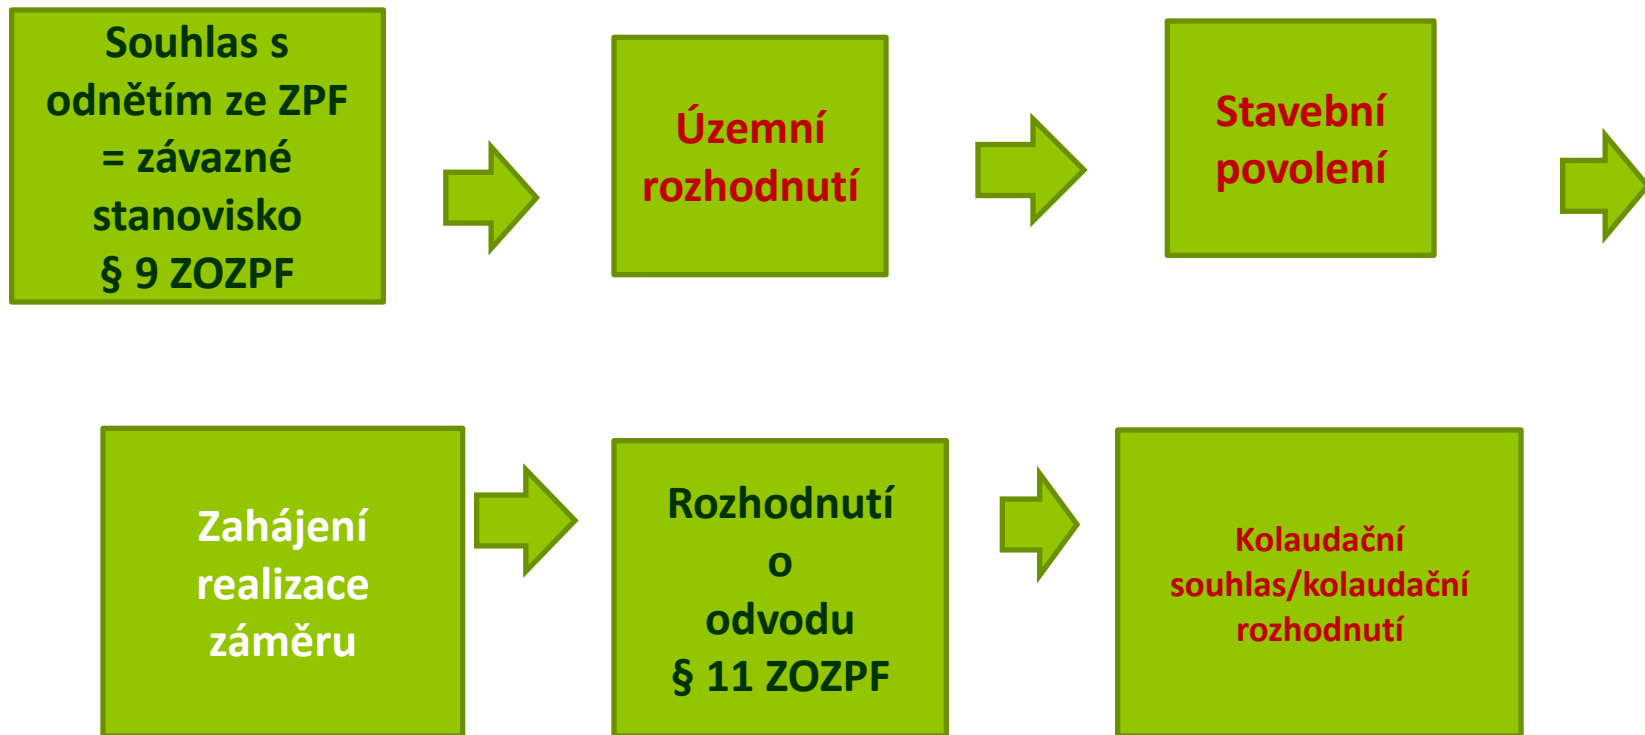 Souhlas s
odnětím ze ZPF
= závazné
stanovisko
§ 9 ZOZPF
Územní
rozhodnutí
Stavební
povolení
Zahájení
realizace
záměru
Rozhodnutí
o
odvodu
§ 11 ZOZPF
Kolaudační
souhlas/kolaudační
rozhodnutí